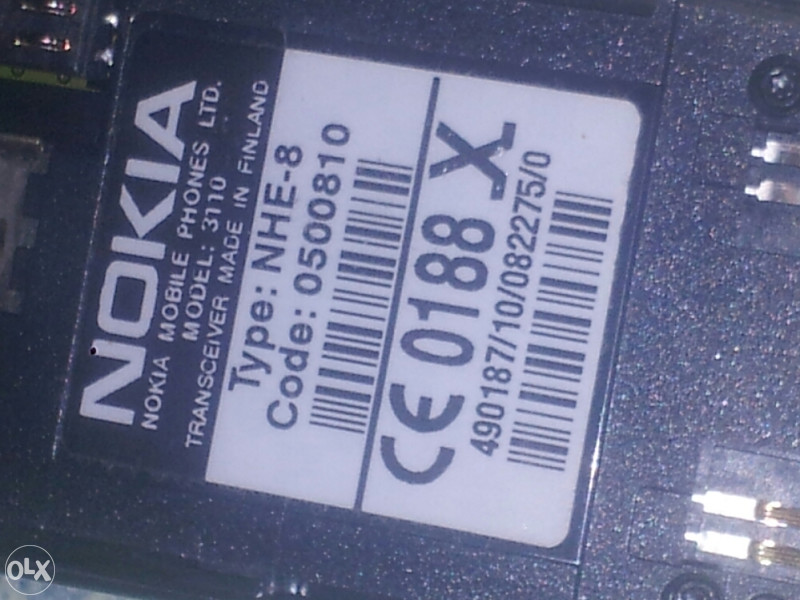 NOKIA
NOKIA MOBILE PHONES LTD.
MODEL: 3110
TRANSCEIVER MADE IN FINLAND
Type: NHE-8
Code: 0500810
CE 0188 X
490187/10/082275/0
OLX